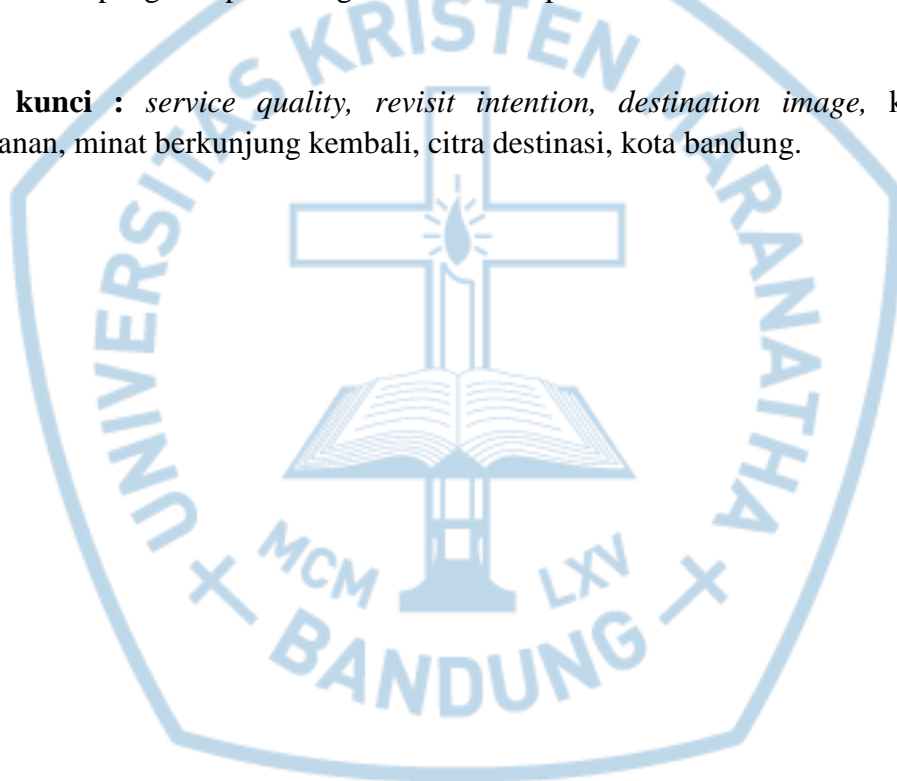 UNIVERSITAS KRISTEN MARANATHA
kunci : service quality, revisit intention, destination image, k
anan, minat berkunjung kembali, citra destinasi, kota bandung.
MCM LXV
BANDUNG